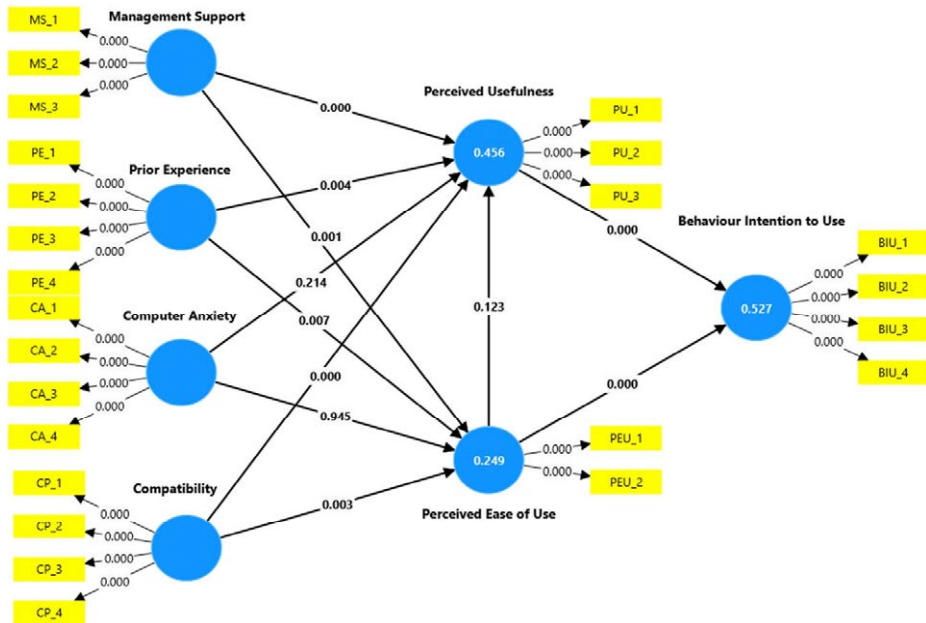 MS_1
Management Support
0.000
MS_2
0.000
0.000
MS_3
0.000
Perceived Usefulness
PU_1
0.000
0.456
0.000
PU_2
0.000
PU_3
PE_1
0.000
Prior Experience
PE_2
0.000
0.004
0.000
PE_3
0.000
PE_4
0.001
0.000
Behaviour Intention to Use
BIU_1
0.000
BIU_2
0.000
0.527
0.000
BIU_3
0.000
BIU_4
CA_1
0.000
Computer Anxiety
0.214
0.007
0.123
CA_2
0.000
0.000
CA_3
0.000
CA_4
0.000
0.945
0.000
PEU_1
0.000
0.249
0.000
PEU_2
Perceived Ease of Use
CP_1
0.000
Compatibility
0.003
CP_2
0.000
0.000
CP_3
0.000
CP_4